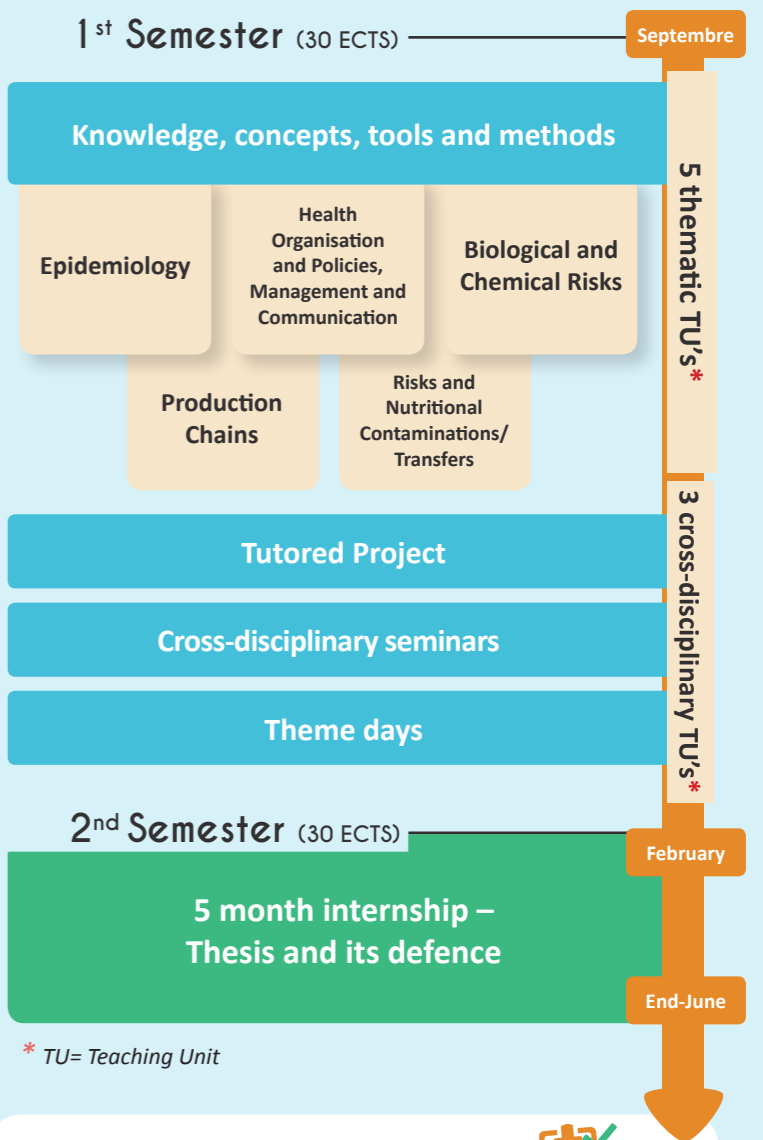 1st Semester (30 ECTS)
Septembre
Knowledge, concepts, tools and methods
5 thematic TU's*
Epidemiology
Health
Organisation
and Policies,
Management and
Communication
Biological and
Chemical Risks
Production
Chains
Risks and
Nutritional
Contaminations/
Transfers
3 cross-disciplinary TU's*
Tutored Project
Cross-disciplinary seminars
Theme days
2nd Semester (30 ECTS)
February
5 month internship –
Thesis and its defence
End-June
* TU= Teaching Unit